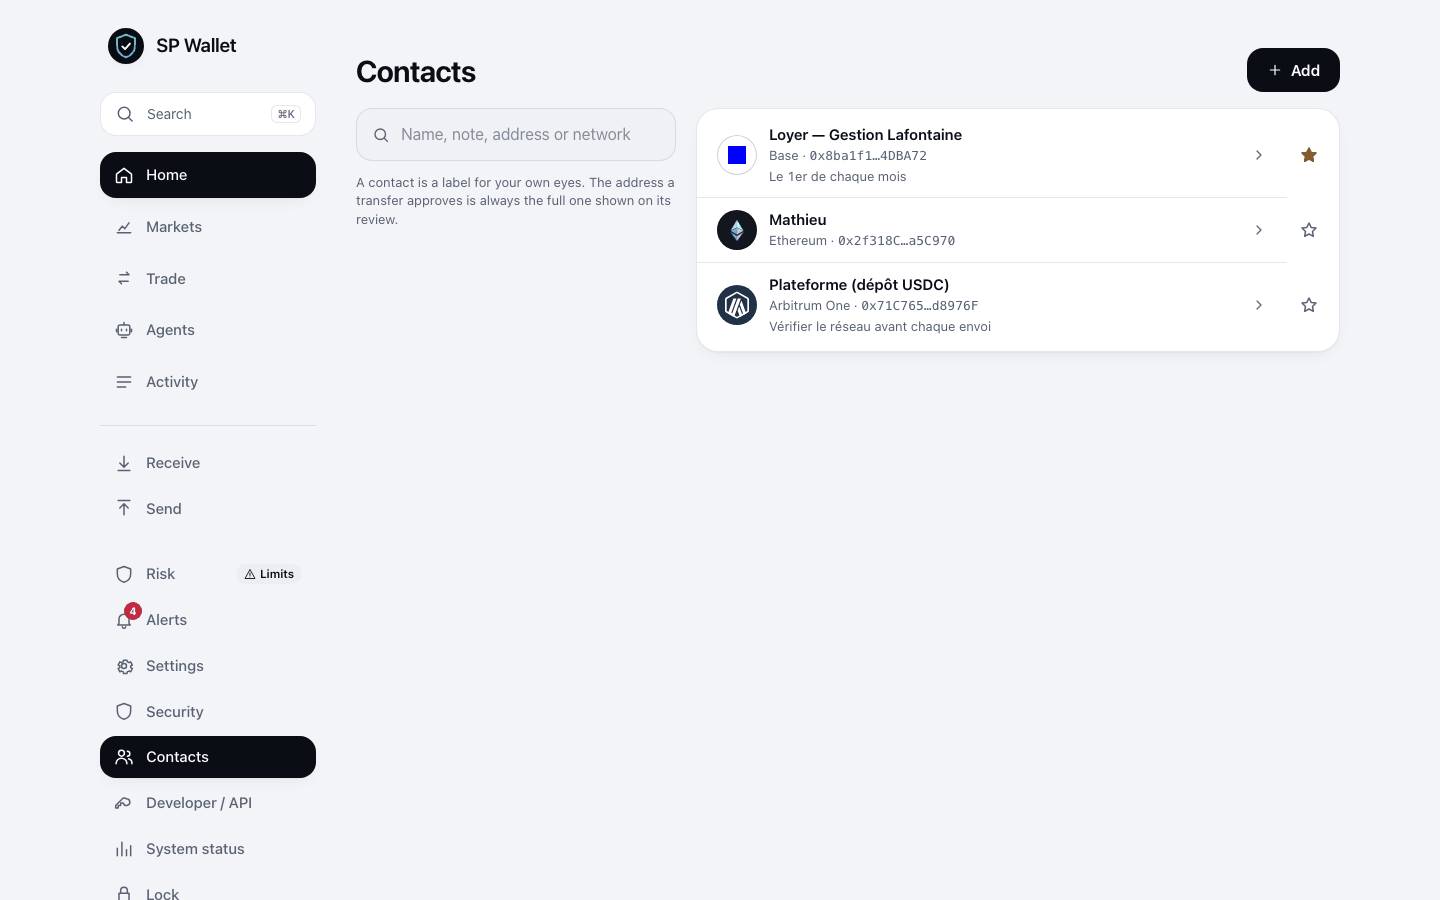 SP Wallet
Search
⌘K
Home
Markets
Trade
Agents
Activity
Receive
Send
Risk
Limits
4
Alerts
Settings
Security
Contacts
Developer / API
System status
Lock
Contacts
Add
Name, note, address or network
A contact is a label for your own eyes. The address a
transfer approves is always the full one shown on its
review.
Loyer — Gestion Lafontaine
Base · 0x8ba1f1…4DBA72
Le 1er de chaque mois
Mathieu
Ethereum · 0x2f318C…a5C970
Plateforme (dépôt USDC)
Arbitrum One · 0x71C765…d8976F
Vérifier le réseau avant chaque envoi